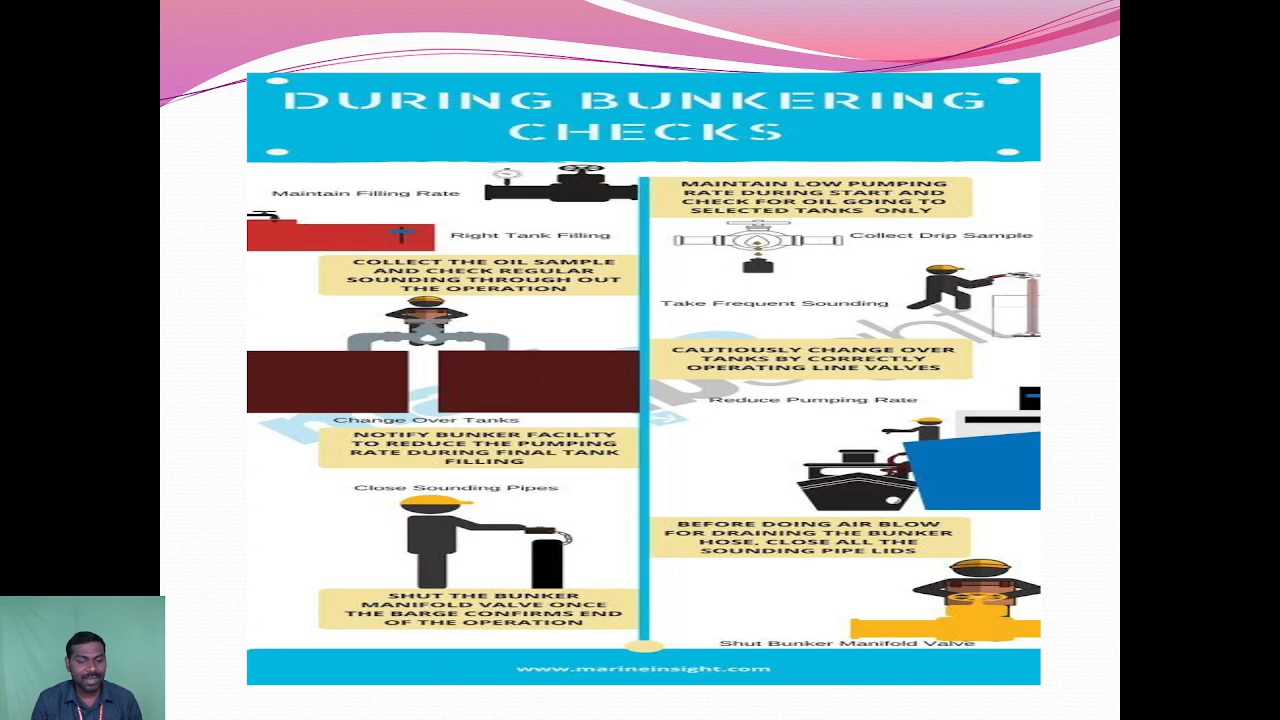 DURING BUNKERING
CHECKS
Maintain Filling Rate
MAINTAIN LOW PUMPING
RATE DURING START AND
CHECK FOR OIL GOING TO
SELECTED TANKS ONLY
Right Tank Filling
Collect Drip Sample
COLLECT THE OIL SAMPLE
AND CHECK REGULAR
SOUNDING THROUGH OUT
THE OPERATION
Take Frequent Sounding
CAUTIOUSLY CHANGE OVER
TANKS BY CORRECTLY
OPERATING LINE VALVES
Change Over Tanks
Reduce Pumping Rate
NOTIFY BUNKER FACILITY
TO REDUCE THE PUMPING
RATE DURING FINAL TANK
FILLING
Close Sounding Pipes
BEFORE DOING AIR BLOW
FOR DRAINING THE BUNKER
HOSE, CLOSE ALL THE
SOUNDING PIPE LIDS
SHUT THE BUNKER
MANIFOLD VALVE ONCE
THE BARGE CONFIRMS END
OF THE OPERATION
Shut Bunker Manifold Valve
www.marineinsight.com